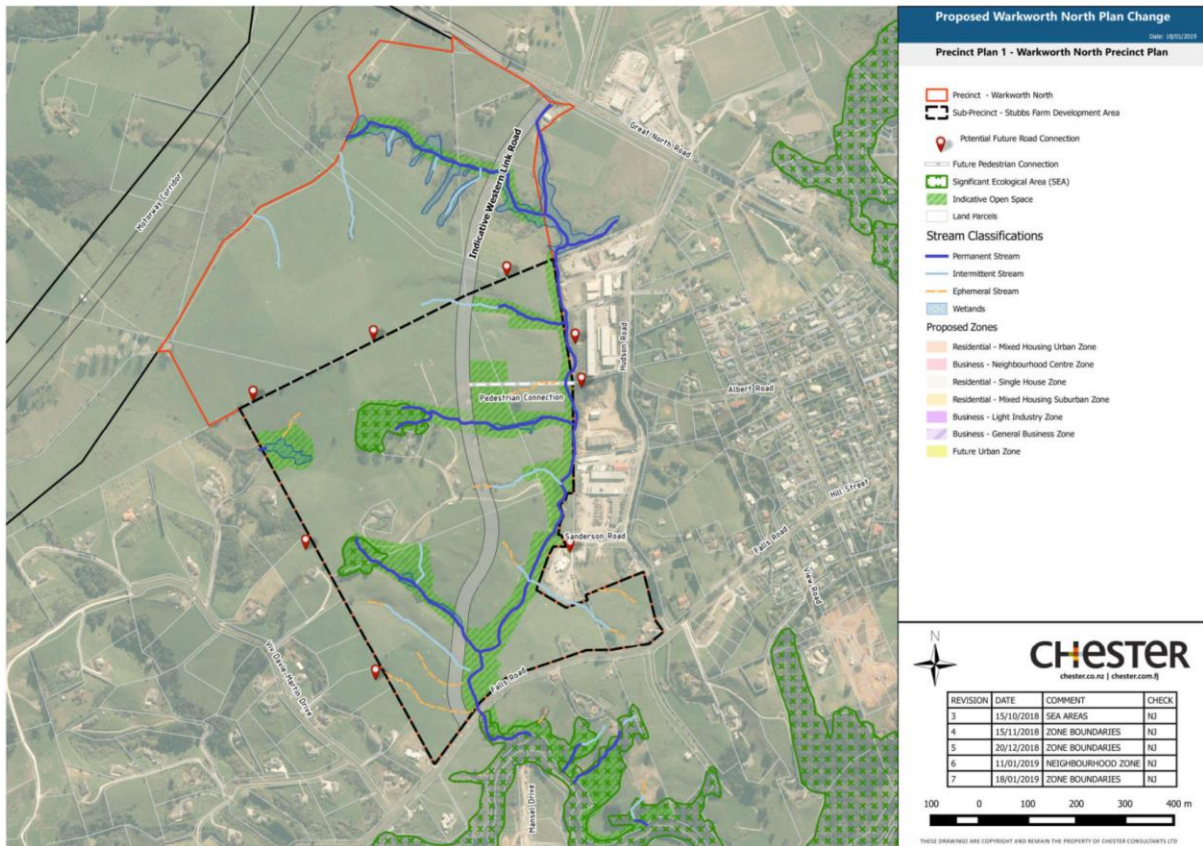 Proposed Warkworth North Plan Change
Date: 18/01/2019
Precinct Plan 1 - Warkworth North Precinct Plan
Precinct - Warkworth North
Sub-Precinct - Stubbs Farm Development Area
Potential Future Road Connection
Future Pedestrian Connection
Significant Ecological Area (SEA)
Indicative Open Space
Land Parcels
Stream Classifications
Permanent Stream
Intermittent Stream
Ephemeral Stream
Wetlands
Proposed Zones
Residential - Mixed Housing Urban Zone
Business - Neighbourhood Centre Zone
Residential - Single House Zone
Residential - Mixed Housing Suburban Zone
Business - Light Industry Zone
Business - General Business Zone
Future Urban Zone
Motorway Corridor
Indicative Western Link Road
Great North Road
Hudson Road
Albert Road
Pedestrian Connection
Hill Street
Falls Road
Sanderson Road
View Road
Viv Davie-Martin Drive
Falls Road
Mansel Drive
N
CHESTER
chester.co.nz | chester.com.fj
REVISION DATE COMMENT CHECK
3 15/10/2018 SEA AREAS NJ
4 15/11/2018 ZONE BOUNDARIES NJ
5 20/12/2018 ZONE BOUNDARIES NJ
6 11/01/2019 NEIGHBOURHOOD ZONE NJ
7 18/01/2019 ZONE BOUNDARIES NJ
100 0 100 200 300 400 m
THESE DRAWINGS ARE COPYRIGHT AND REMAIN THE PROPERTY OF CHESTER CONSULTANTS LTD